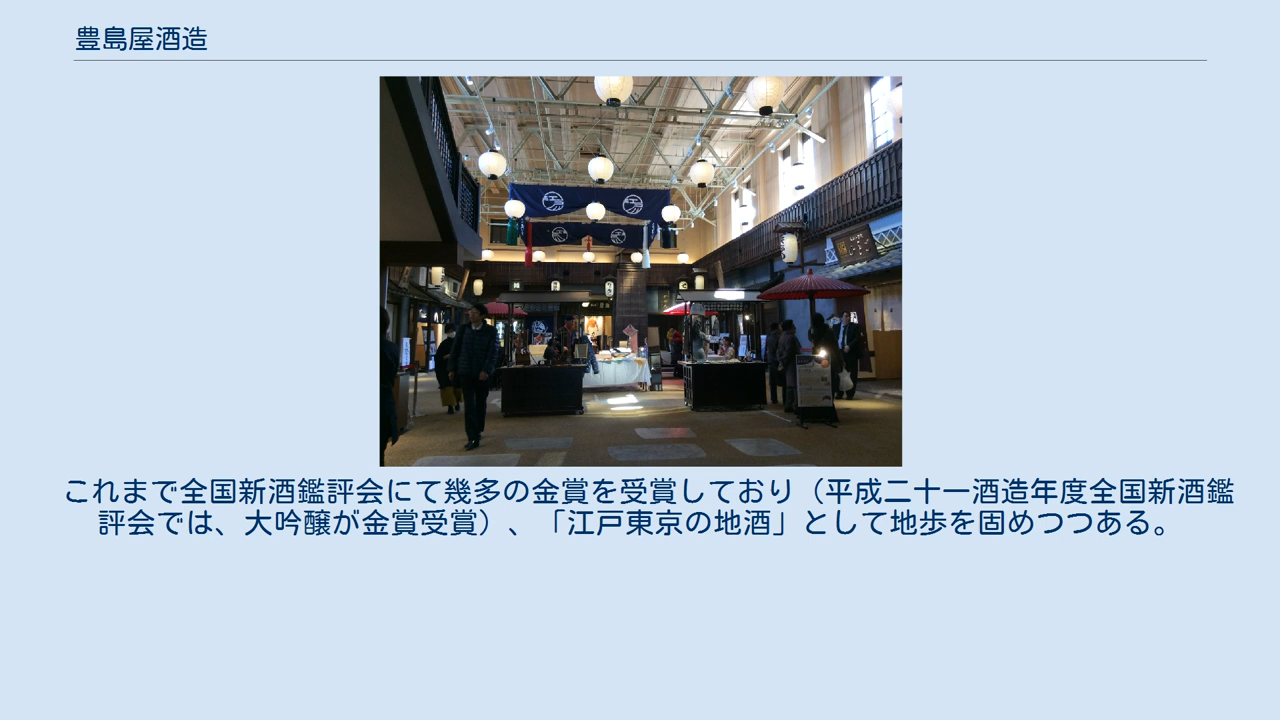 豊島屋酒造
これまで全国新酒鑑評会にて幾多の金賞を受賞しており（平成二十一酒造年度全国新酒鑑
評会では、大吟醸が金賞受賞）、「江戸東京の地酒」として地歩を固めつつある。